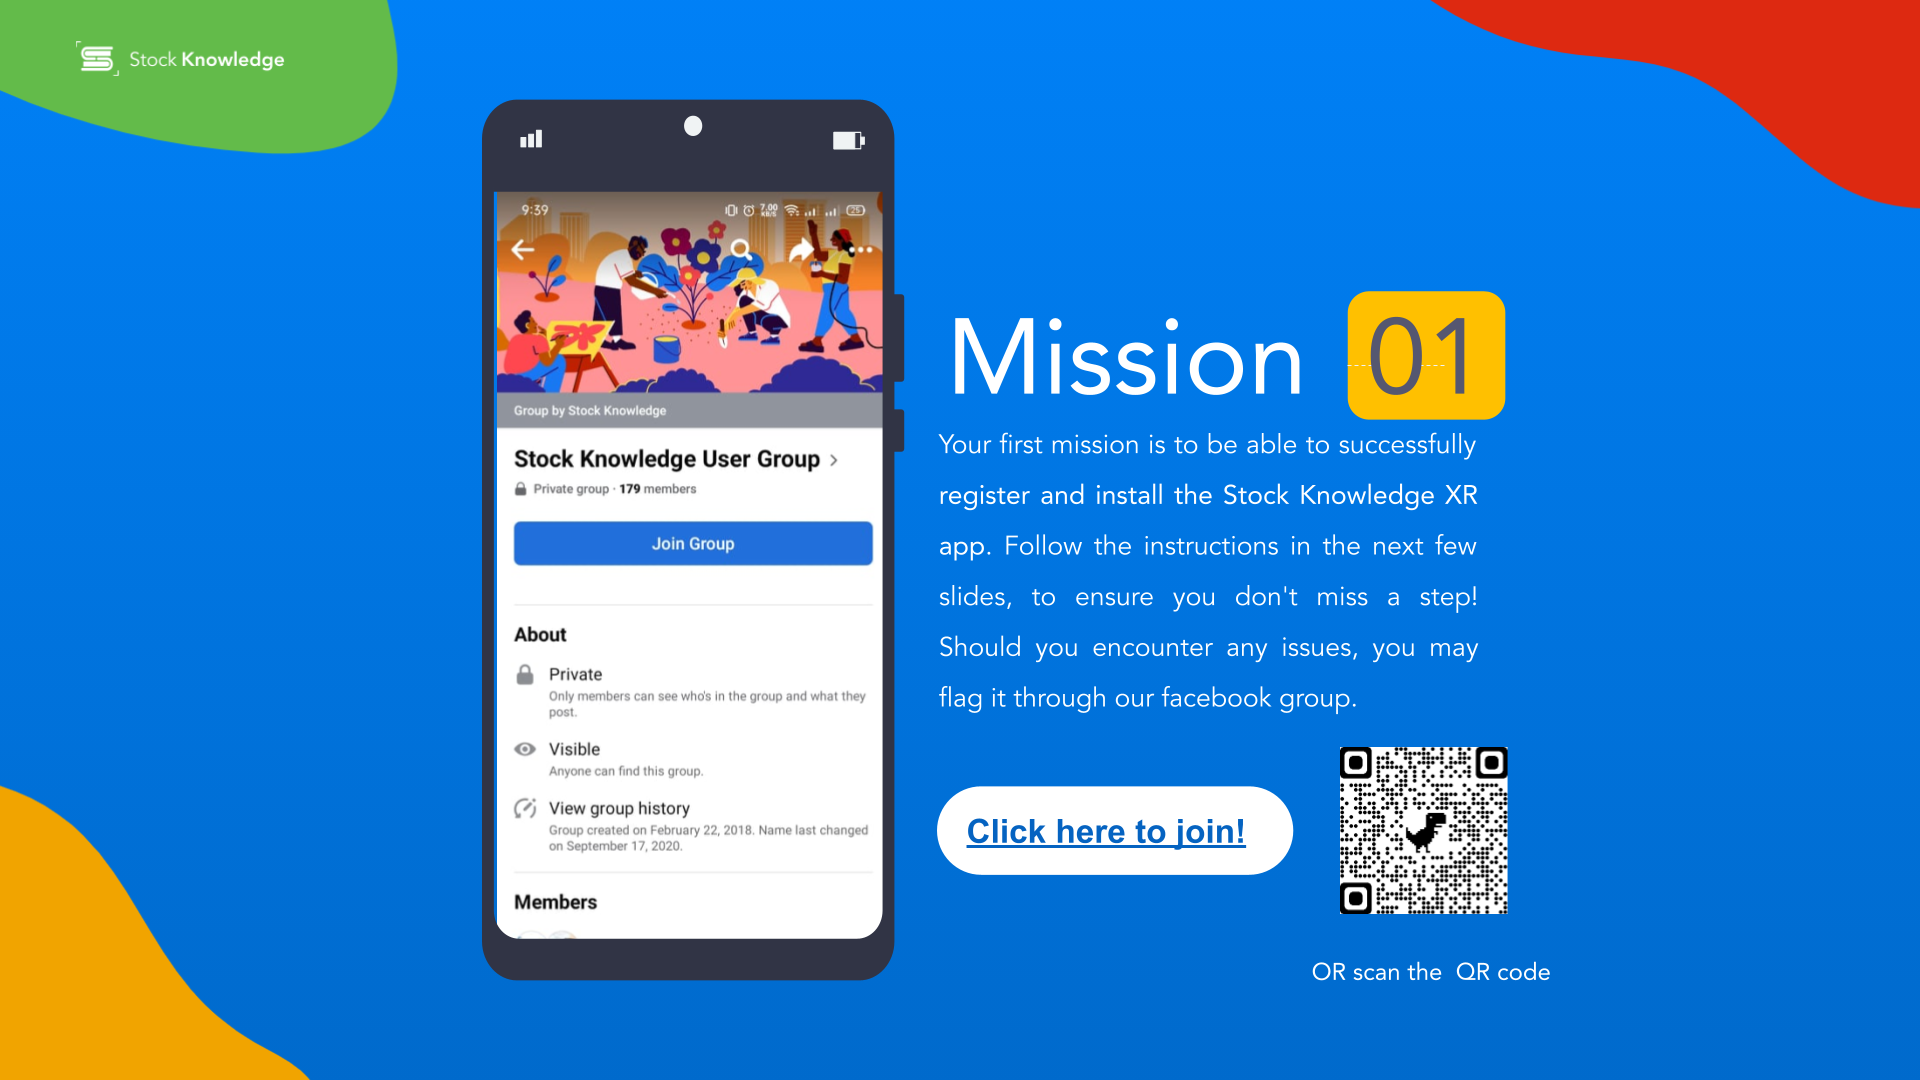 Stock Knowledge
9:39
7.00
KB/S
25
Group by Stock Knowledge
Stock Knowledge User Group
Private group · 179 members
Join Group
About
Private
Only members can see who's in the group and what they
post.
Visible
Anyone can find this group.
View group history
Group created on February 22, 2018. Name last changed
on September 17, 2020.
Members
Mission 01
Your first mission is to be able to successfully
register and install the Stock Knowledge XR
app. Follow the instructions in the next few
slides, to ensure you don't miss a step!
Should you encounter any issues, you may
flag it through our facebook group.
Click here to join!
OR scan the QR code